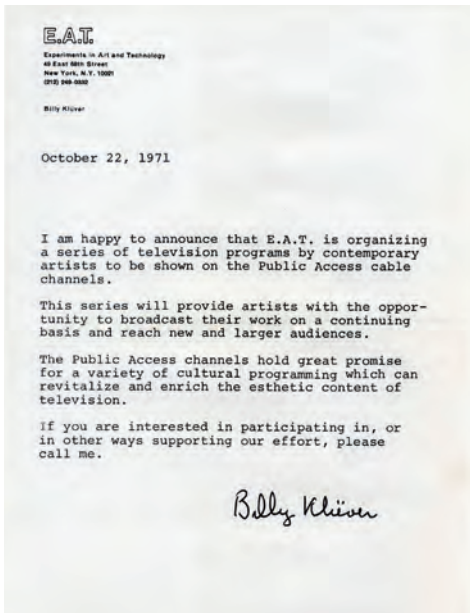 E.A.T.
Experiments in Art and Technology
49 East 68th Street
New York, N.Y. 10021
Billy Klüver
October 22, 1971
I am happy to announce that E.A.T. is organizing
a series of television programs by contemporary
artists to be shown on the Public Access cable
channels.
This series will provide artists with the oppor-
tunity to broadcast their work on a continuing
basis and reach new and larger audiences.
The Public Access channels hold great promise
for a variety of cultural programming which can
revitalize and enrich the esthetic content of
television.
If you are interested in participating in, or
in other ways supporting our effort, please
call me.
Billy Klüver